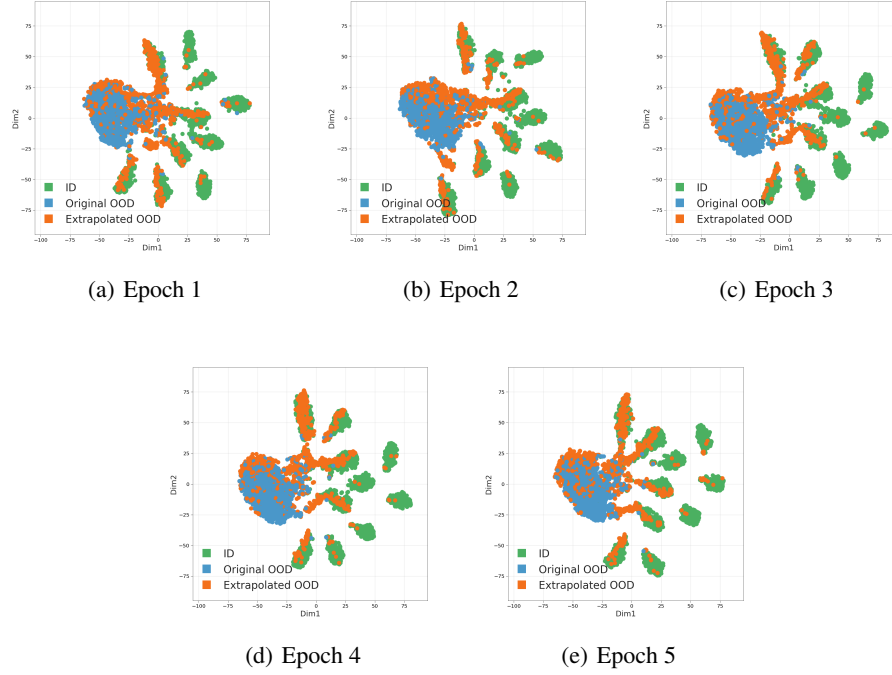 75
50
25
0
−25
−50
−75
Dim2
ID
Original OOD
Extrapolated OOD
−100 −75 −50 −25 0 25 50 75
Dim1
(a) Epoch 1
75
50
25
0
−25
−50
−75
Dim2
ID
Original OOD
Extrapolated OOD
−100 −75 −50 −25 0 25 50 75
Dim1
(b) Epoch 2
75
50
25
0
−25
−50
−75
Dim2
ID
Original OOD
Extrapolated OOD
−100 −75 −50 −25 0 25 50 75
Dim1
(c) Epoch 3
75
50
25
0
−25
−50
−75
Dim2
ID
Original OOD
Extrapolated OOD
−100 −75 −50 −25 0 25 50 75
Dim1
(d) Epoch 4
75
50
25
0
−25
−50
−75
Dim2
ID
Original OOD
Extrapolated OOD
−100 −75 −50 −25 0 25 50 75
Dim1
(e) Epoch 5